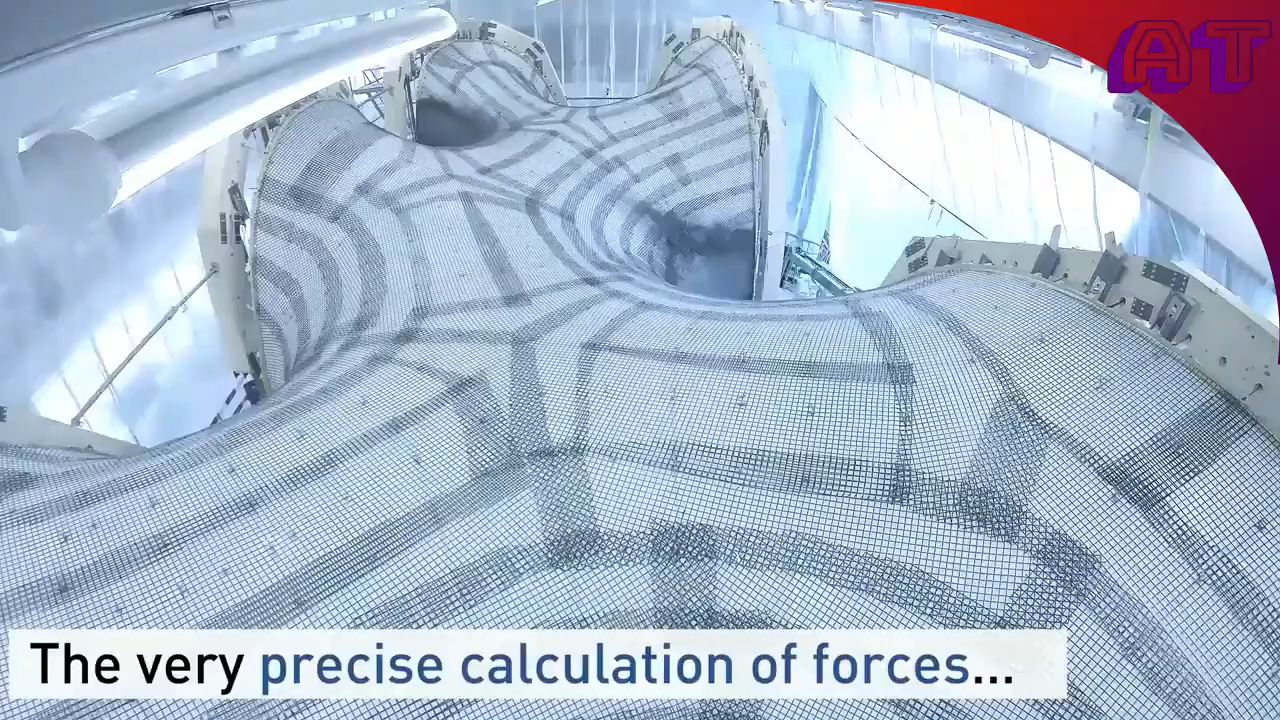 AT
The very precise calculation of forces...